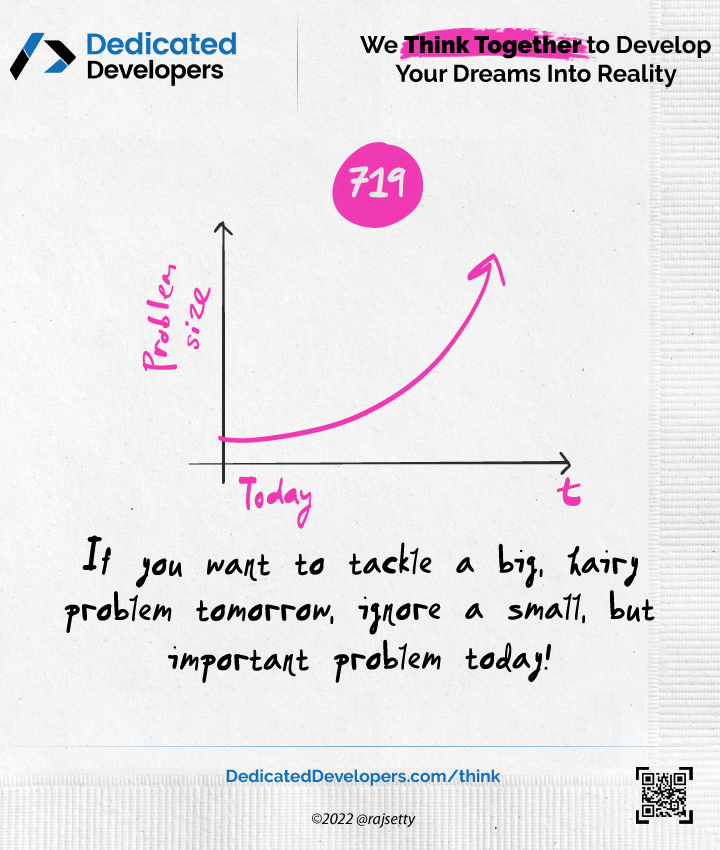 Dedicated
Developers
We Think Together to Develop
Your Dreams Into Reality
719
Problem
size
Today
t
If you want to tackle a big, hairy
problem tomorrow, ignore a small, but
important problem today!
DedicatedDevelopers.com/think
©2022 @rajsetty